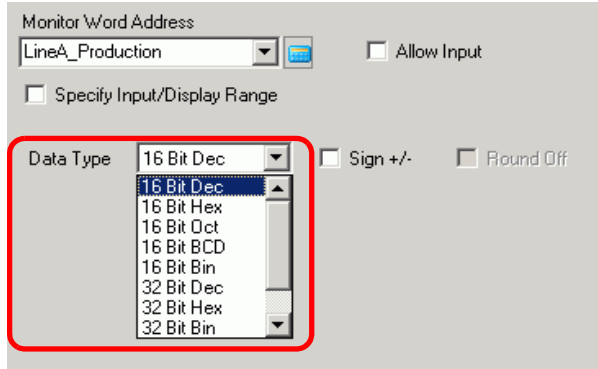 Monitor Word Address
LineA_Production
Allow Input
Specify Input/Display Range
Data Type 16 Bit Dec Sign +/- Round Off
16 Bit Dec
16 Bit Hex
16 Bit Oct
16 Bit BCD
16 Bit Bin
32 Bit Dec
32 Bit Hex
32 Bit Bin